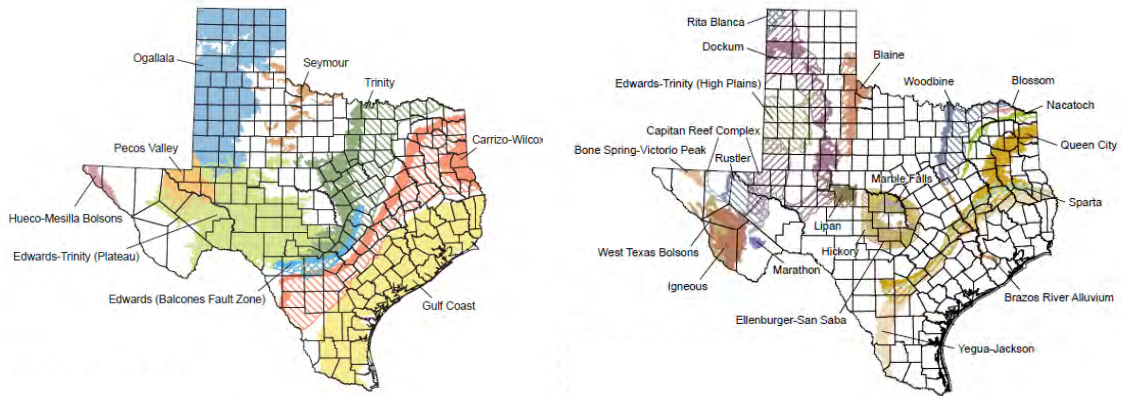 Ogallala
Seymour
Trinity
Carrizo-Wilcox
Pecos Valley
Hueco-Mesilla Bolsons
Edwards-Trinity (Plateau)
Edwards (Balcones Fault Zone)
Gulf Coast
Rita Blanca
Dockum
Blaine
Woodbine
Blossom
Edwards-Trinity (High Plains)
Nacatoch
Capitan Reef Complex
Queen City
Bone Spring-Victorio Peak
Rustler
Marble Falls
Sparta
Lipan
West Texas Bolsons
Hickory
Marathon
Igneous
Brazos River Alluvium
Ellenburger-San Saba
Yegua-Jackson